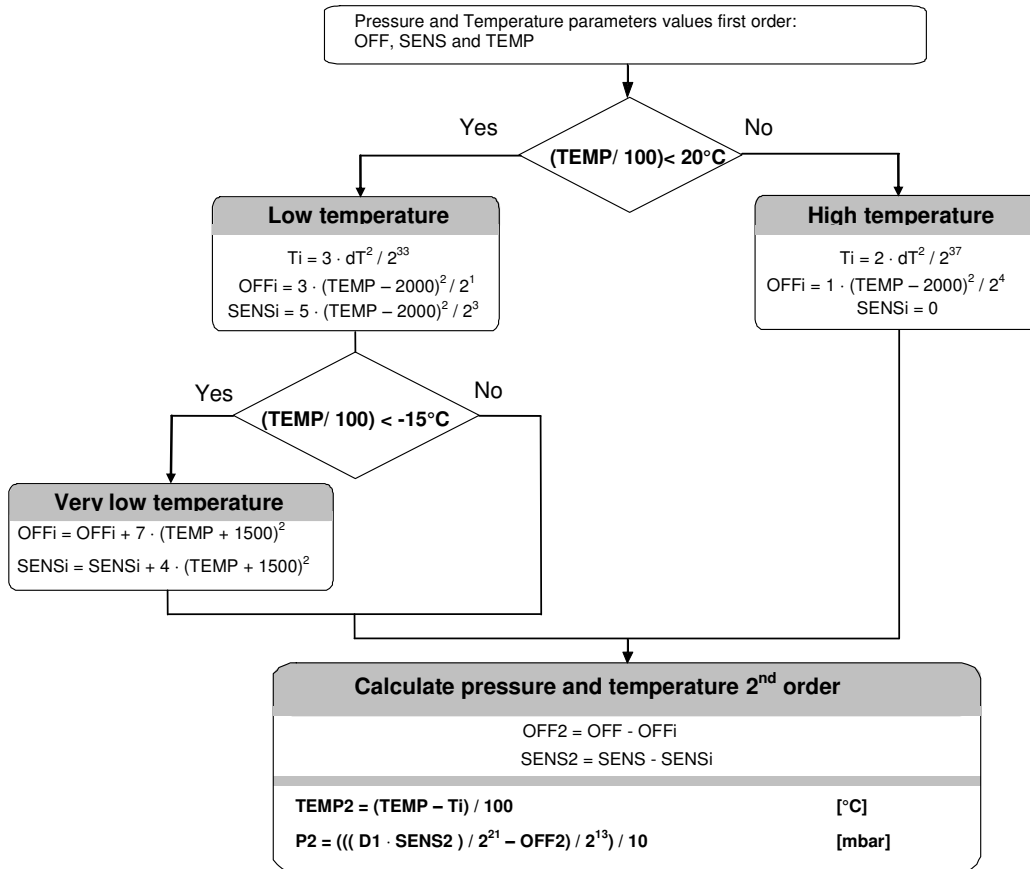 Pressure and Temperature parameters values first order:
OFF, SENS and TEMP
Yes
No
(TEMP/ 100)< 20°C
Low temperature
Ti = 3 · dT² / 2³³
OFFi = 3 · (TEMP – 2000)² / 2¹
SENSi = 5 · (TEMP – 2000)² / 2³
High temperature
Ti = 2 · dT² / 2³⁷
OFFi = 1 · (TEMP – 2000)² / 2⁴
SENSi = 0
Yes
No
(TEMP/ 100) < -15°C
Very low temperature
OFFi = OFFi + 7 · (TEMP + 1500)²
SENSi = SENSi + 4 · (TEMP + 1500)²
Calculate pressure and temperature 2ⁿᵈ order
OFF2 = OFF - OFFi
SENS2 = SENS - SENSi
TEMP2 = (TEMP – Ti) / 100 [°C]
P2 = ((( D1 · SENS2 ) / 2²¹ – OFF2) / 2¹³) / 10 [mbar]